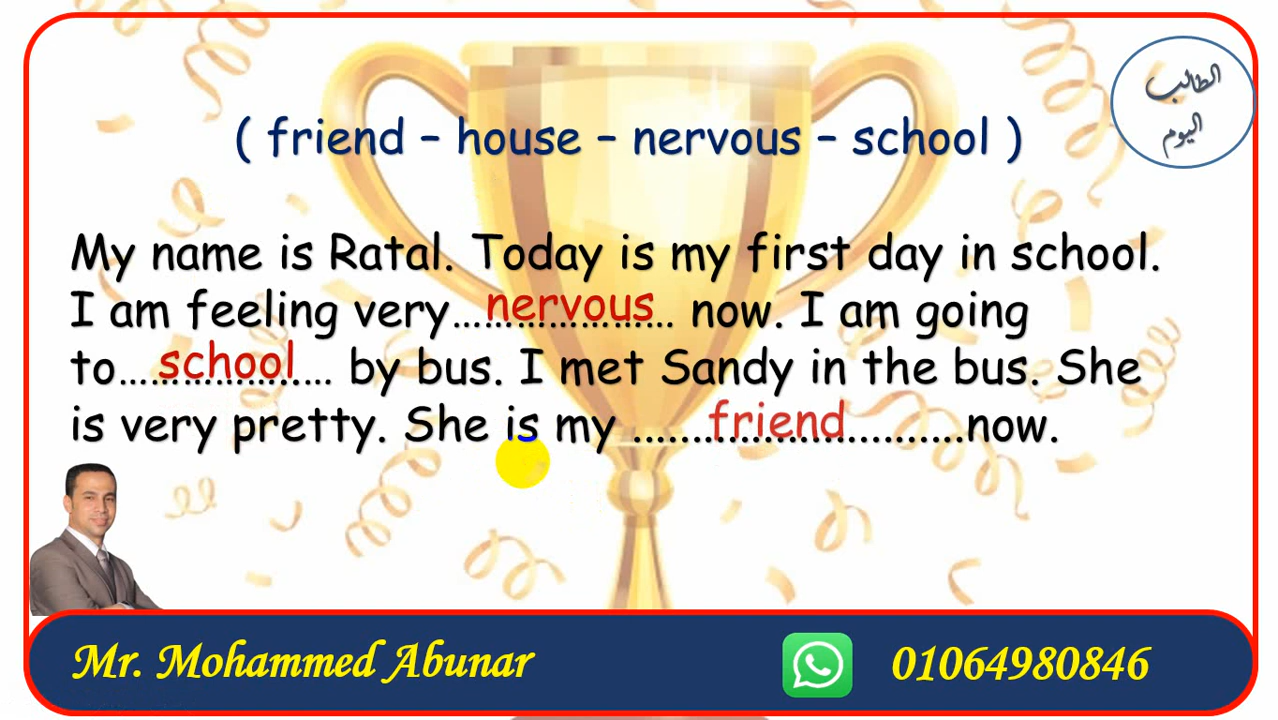 الطالب
اليوم
( friend – house – nervous – school )
My name is Ratal. Today is my first day in school.
I am feeling very......................... nervous now. I am going
to......................... school by bus. I met Sandy in the bus. She
is very pretty. She is my ............................ friend now.
Mr. Mohammed Abunar
01064980846